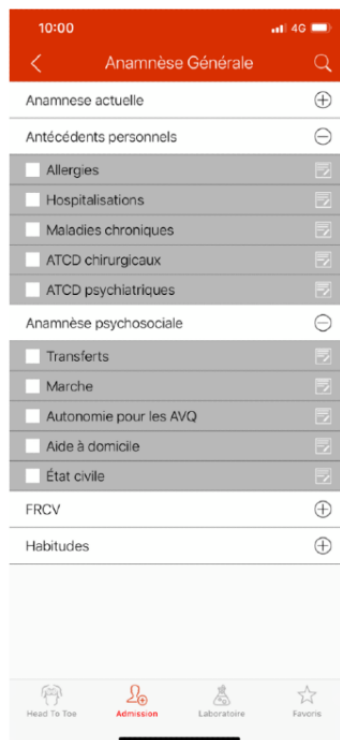 10:00
4G
Anamnèse Générale
Anamnese actuelle
Antécédents personnels
Allergies
Hospitalisations
Maladies chroniques
ATCD chirurgicaux
ATCD psychiatriques
Anamnèse psychosociale
Transferts
Marche
Autonomie pour les AVQ
Aide à domicile
État civile
FRCV
Habitudes
Head To Toe
Admission
Laboratoire
Favoris